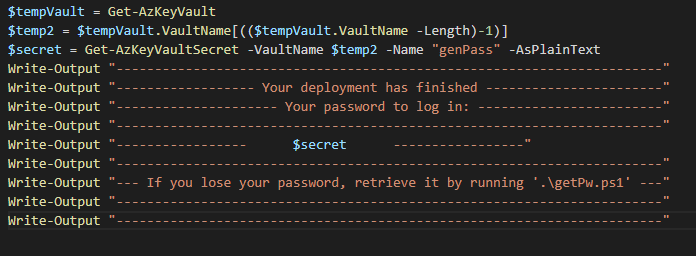 $tempVault = Get-AzKeyVault
$temp2 = $tempVault.VaultName[(($tempVault.VaultName -Length)-1)]
$secret = Get-AzKeyVaultSecret -VaultName $temp2 -Name "genPass" -AsPlainText
Write-Output "-----------------------------------------------------------------------"
Write-Output "------------------ Your deployment has finished -----------------------"
Write-Output "--------------------- Your password to log in: ------------------------"
Write-Output "-----------------------------------------------------------------------"
Write-Output "-----------------      $secret      -----------------"
Write-Output "-----------------------------------------------------------------------"
Write-Output "--- If you lose your password, retrieve it by running '.\getPw.ps1' ---"
Write-Output "-----------------------------------------------------------------------"
Write-Output "-----------------------------------------------------------------------"